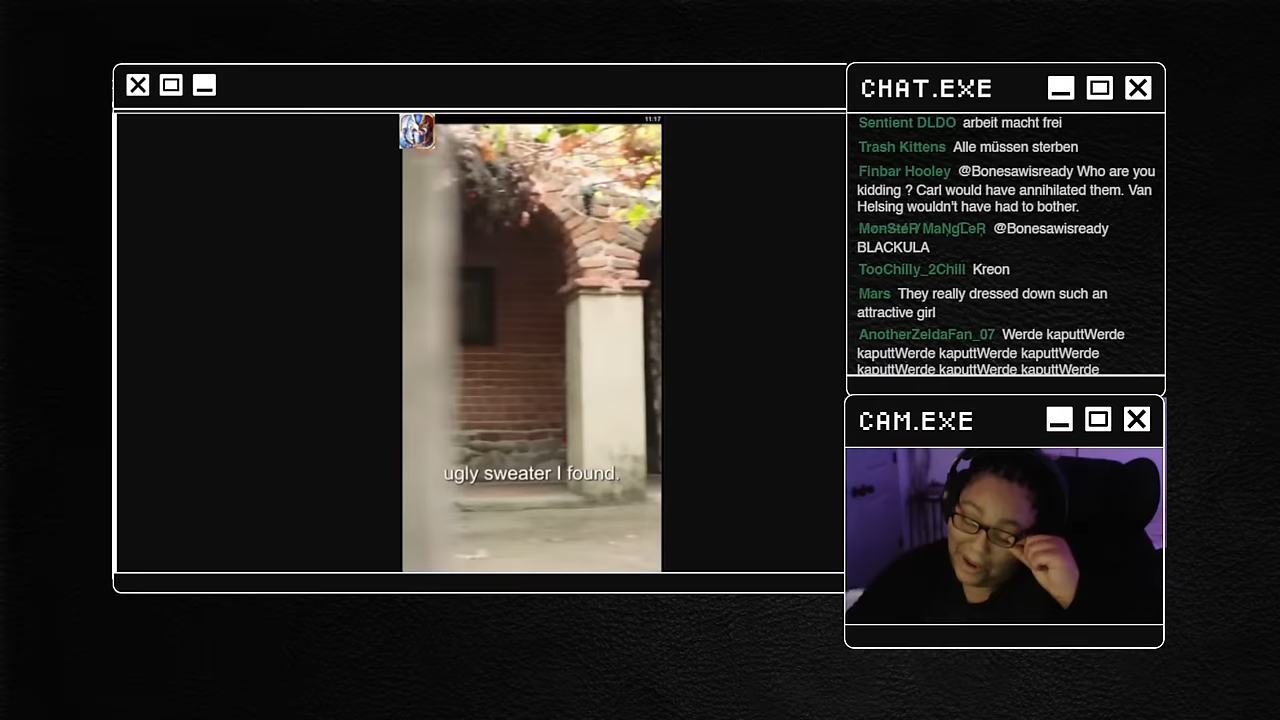 11:17
ugly sweater I found.
CHAT.EXE
Sentient DLDO arbeit macht frei
Trash Kittens Alle müssen sterben
Finbar Hooley @Bonesawisready Who are you
kidding ? Carl would have annihilated them. Van
Helsing wouldn't have had to bother.
MonSteR MaNgLeR @Bonesawisready
BLACKULA
TooChilly_2Chill Kreon
Mars They really dressed down such an
attractive girl
AnotherZeldaFan_07 Werde kaputtWerde
kaputtWerde kaputtWerde kaputtWerde
kaputtWerde kaputtWerde kaputtWerde
CAM.EXE